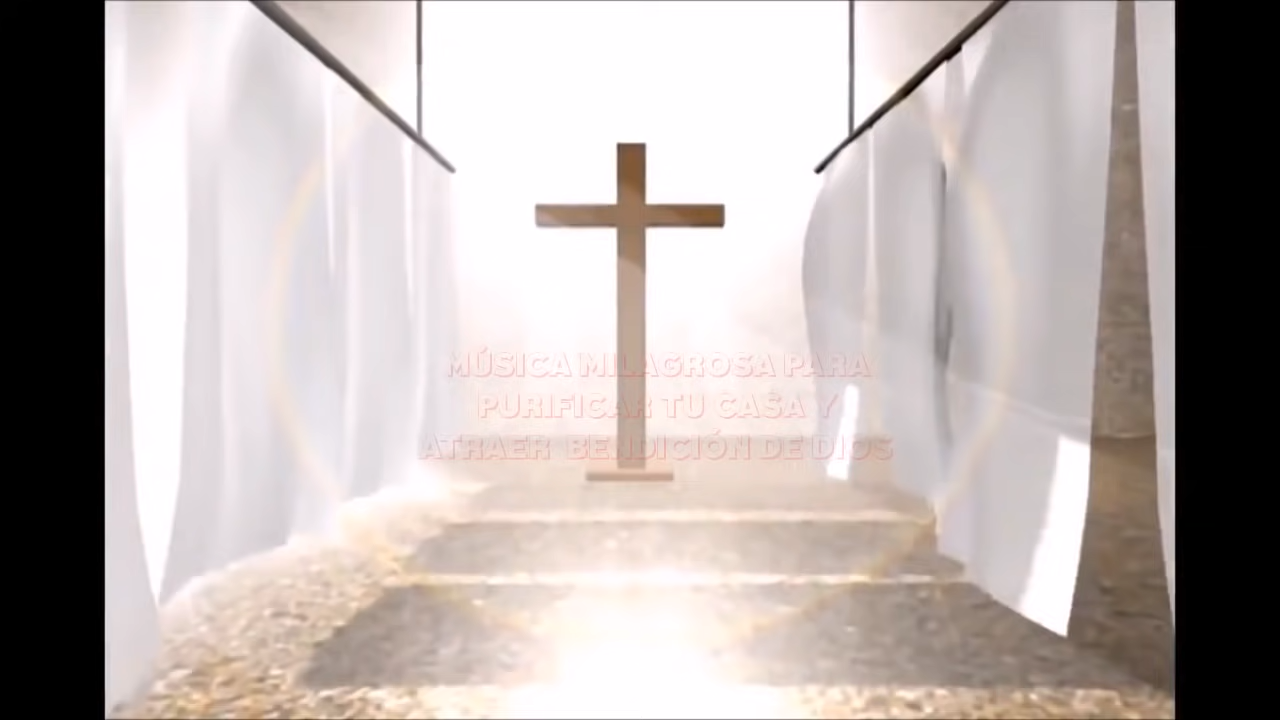 MÚSICA MILAGROSA PARA
PURIFICAR TU CASA Y
ATRAER BENDICIÓN DE DIOS